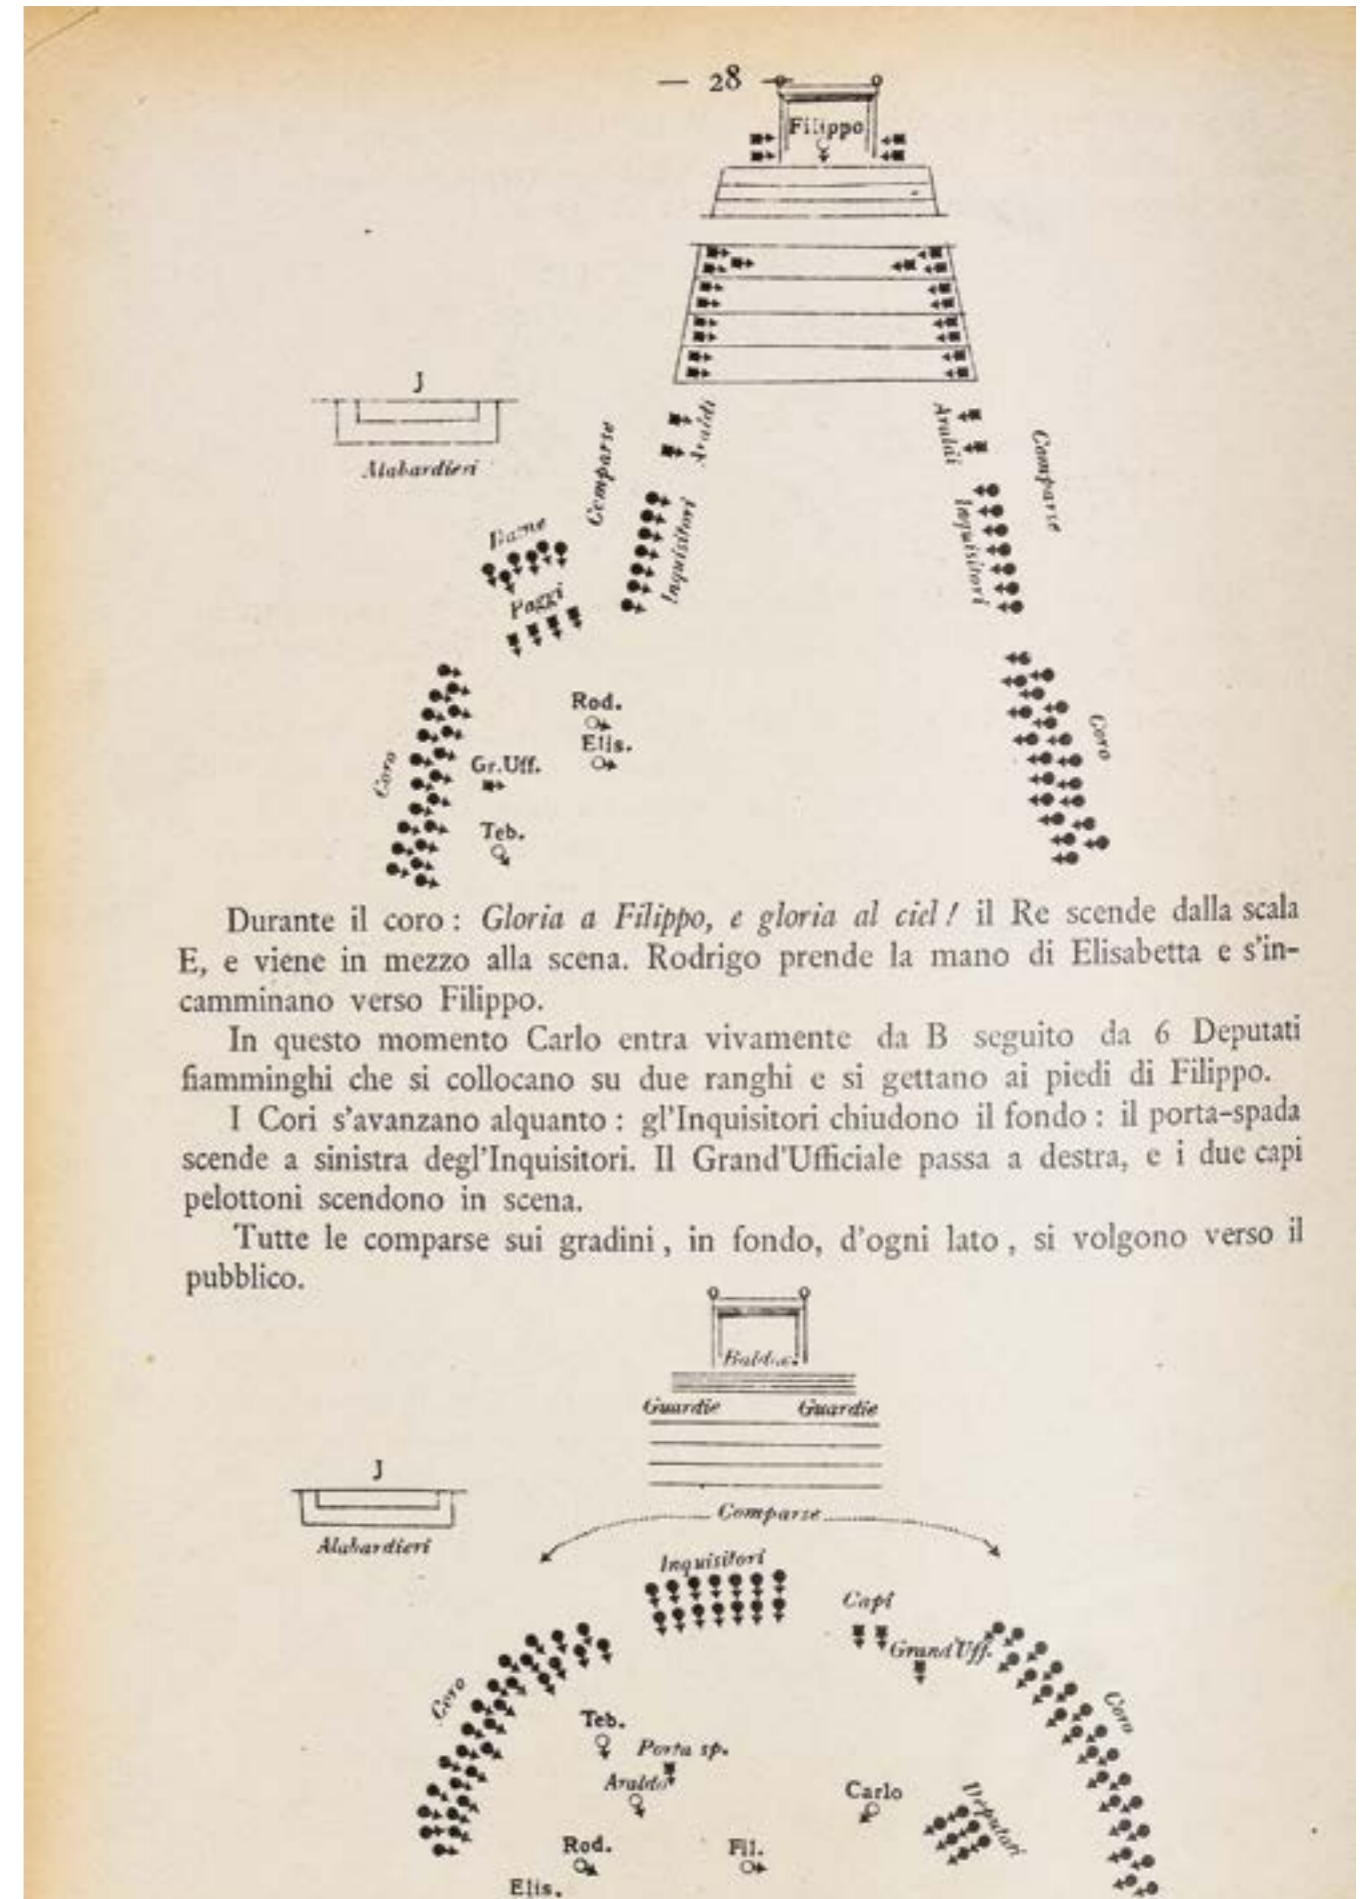 — 28 —
Filippo
J
Alabardieri
Comparse
Araldi
Araldi
Comparse
Inquisitori
Inquisitori
Dame
Paggi
Rod.
Elis.
Coro
Gr.Uff.
Coro
Teb.
Durante il coro : Gloria a Filippo, e gloria al ciel ! il Re scende dalla scala
E, e viene in mezzo alla scena. Rodrigo prende la mano di Elisabetta e s'in-
camminano verso Filippo.
In questo momento Carlo entra vivamente da B seguito da 6 Deputati
fiamminghi che si collocano su due ranghi e si gettano ai piedi di Filippo.
I Cori s'avanzano alquanto : gl'Inquisitori chiudono il fondo : il porta-spada
scende a sinistra degl'Inquisitori. Il Grand'Ufficiale passa a destra, e i due capi
pelottoni scendono in scena.
Tutte le comparse sui gradini, in fondo, d'ogni lato, si volgono verso il
pubblico.
Guardie Guardie
J
Comparse
Alabardieri
Inquisitori
Capi
Grand'Uff.
Coro
Coro
Teb.
Porta sp.
Araldo
Carlo
Deputati
Rod.
Fil.
Elis.